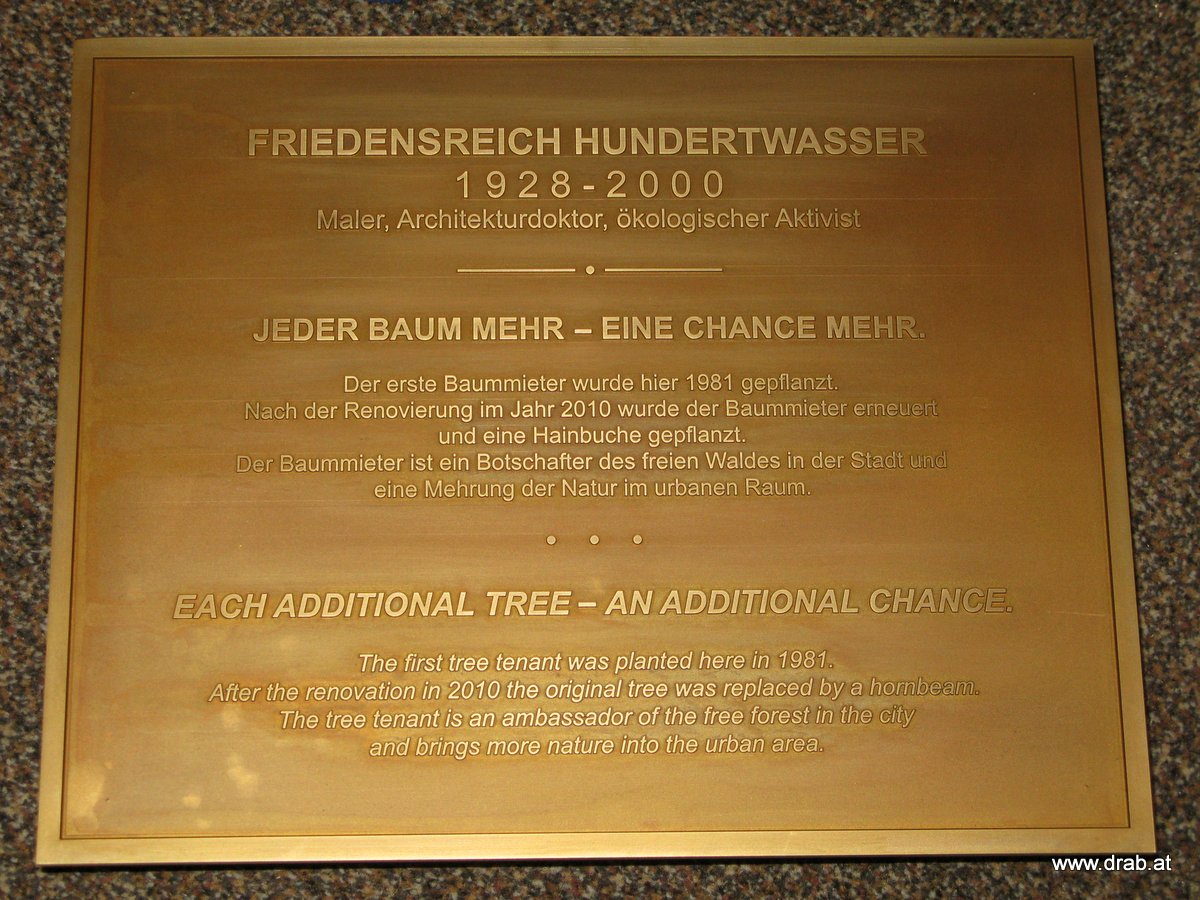 FRIEDENSREICH HUNDERTWASSER
1928-2000
Maler, Architekturdoktor, ökologischer Aktivist
JEDER BAUM MEHR – EINE CHANCE MEHR.
Der erste Baummieter wurde hier 1981 gepflanzt.
Nach der Renovierung im Jahr 2010 wurde der Baummieter erneuert
und eine Hainbuche gepflanzt.
Der Baummieter ist ein Botschafter des freien Waldes in der Stadt und
eine Mehrung der Natur im urbanen Raum.
EACH ADDITIONAL TREE – AN ADDITIONAL CHANCE.
The first tree tenant was planted here in 1981.
After the renovation in 2010 the original tree was replaced by a hornbeam.
The tree tenant is an ambassador of the free forest in the city
and brings more nature into the urban area.
www.drab.at